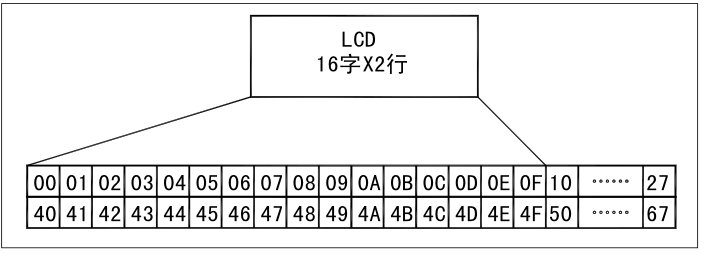 LCD
16字X2行
00 01 02 03 04 05 06 07 08 09 0A 0B 0C 0D 0E 0F 10 ...... 27
40 41 42 43 44 45 46 47 48 49 4A 4B 4C 4D 4E 4F 50 ...... 67